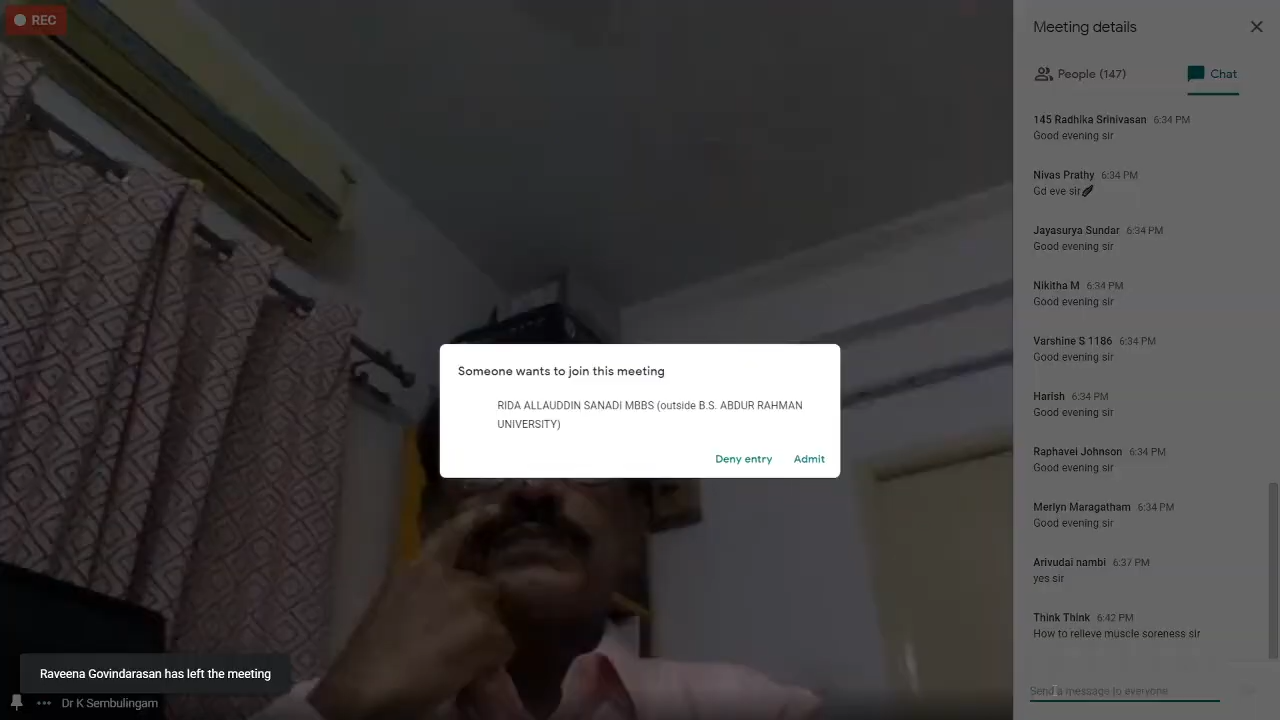 REC
Meeting details
People (147)
Chat
145 Radhika Srinivasan 6:34 PM
Good evening sir
Nivas Prathy 6:34 PM
Gd eve sir
Jayasurya Sundar 6:34 PM
Good evening sir
Nikitha M 6:34 PM
Good evening sir
Varshine S 1186 6:34 PM
Good evening sir
Harish 6:34 PM
Good evening sir
Raphavei Johnson 6:34 PM
Good evening sir
Merlyn Maragatham 6:34 PM
Good evening sir
Arivudai nambi 6:37 PM
yes sir
Think Think 6:42 PM
How to relieve muscle soreness sir
Send a message to everyone
Someone wants to join this meeting
RIDA ALLAUDDIN SANADI MBBS (outside B.S. ABDUR RAHMAN
UNIVERSITY)
Deny entry
Admit
Raveena Govindarasan has left the meeting
Dr K Sembulingam